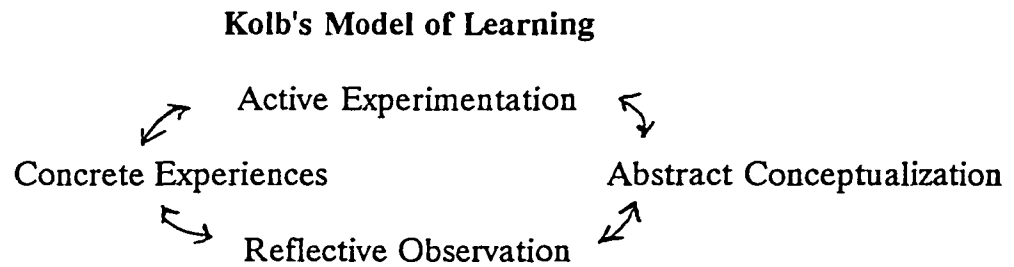 Kolb's Model of Learning
Active Experimentation
Concrete Experiences
Abstract Conceptualization
Reflective Observation